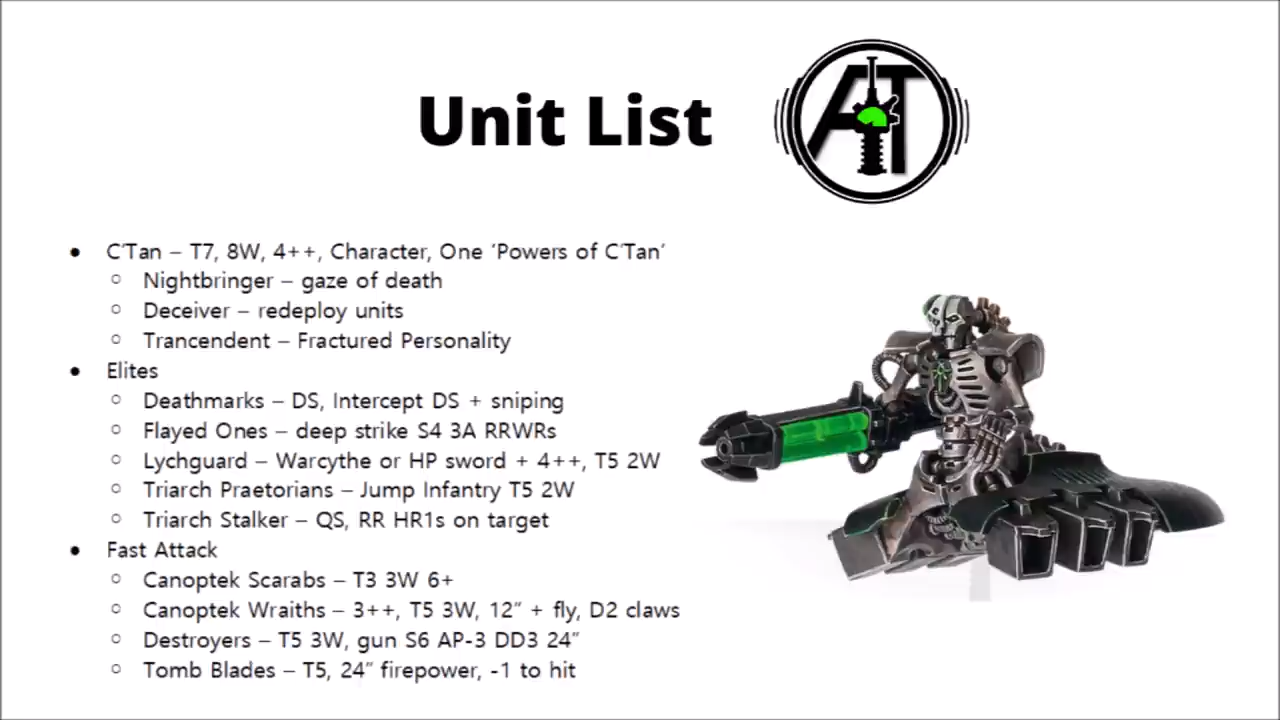 Unit List
AT
• C'Tan – T7, 8W, 4++, Character, One 'Powers of C'Tan'
○ Nightbringer – gaze of death
○ Deceiver – redeploy units
○ Trancendent – Fractured Personality
• Elites
○ Deathmarks – DS, Intercept DS + sniping
○ Flayed Ones – deep strike S4 3A RRWRs
○ Lychguard – Warcythe or HP sword + 4++, T5 2W
○ Triarch Praetorians – Jump Infantry T5 2W
○ Triarch Stalker – QS, RR HR1s on target
• Fast Attack
○ Canoptek Scarabs – T3 3W 6+
○ Canoptek Wraiths – 3++, T5 3W, 12” + fly, D2 claws
○ Destroyers – T5 3W, gun S6 AP-3 DD3 24”
○ Tomb Blades – T5, 24” firepower, -1 to hit